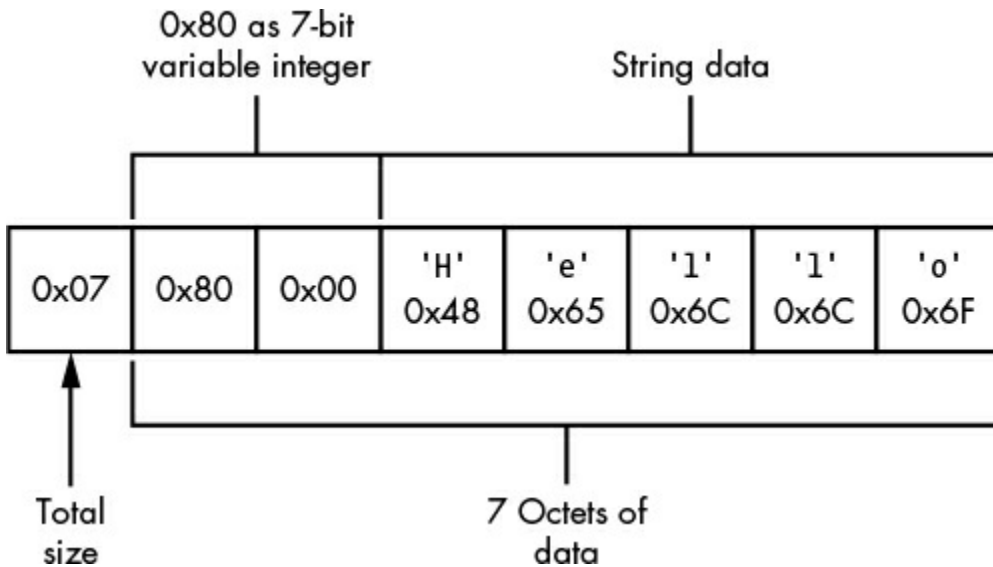 0x80 as 7-bit
variable integer
String data
0x07
0x80
0x00
'H'
0x48
'e'
0x65
'l'
0x6C
'l'
0x6C
'o'
0x6F
Total
size
7 Octets of
data